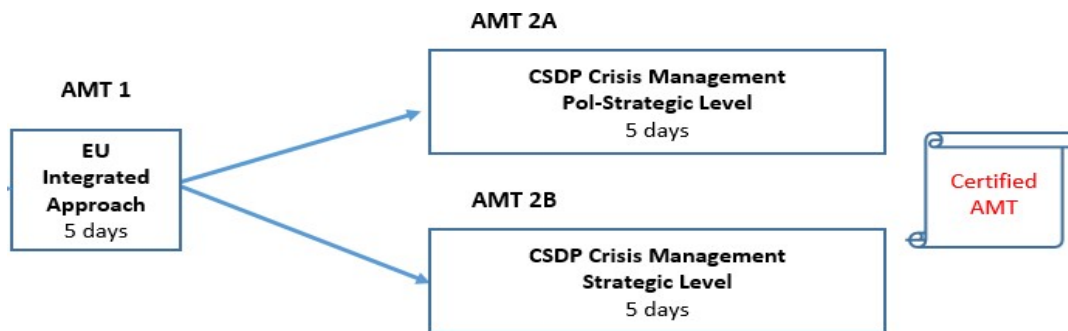 AMT 1
EU
Integrated
Approach
5 days
AMT 2A
CSDP Crisis Management
Pol-Strategic Level
5 days
AMT 2B
CSDP Crisis Management
Strategic Level
5 days
Certified
AMT